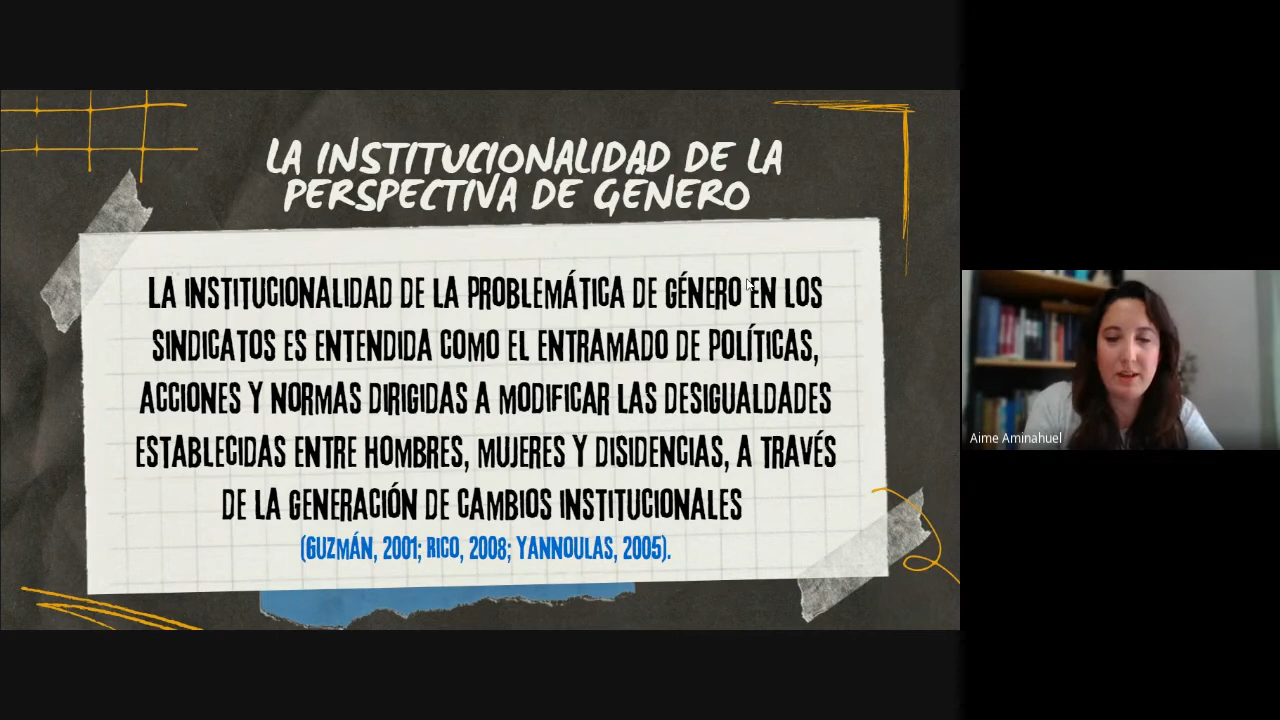 LA INSTITUCIONALIDAD DE LA
PERSPECTIVA DE GÉNERO
LA INSTITUCIONALIDAD DE LA PROBLEMÁTICA DE GÉNERO EN LOS
SINDICATOS ES ENTENDIDA COMO EL ENTRAMADO DE POLÍTICAS,
ACCIONES Y NORMAS DIRIGIDAS A MODIFICAR LAS DESIGUALDADES
ESTABLECIDAS ENTRE HOMBRES, MUJERES Y DISIDENCIAS, A TRAVÉS
DE LA GENERACIÓN DE CAMBIOS INSTITUCIONALES
(GUZMÁN, 2001; RICO, 2008; YANNOULAS, 2005).
Aime Aminahuel